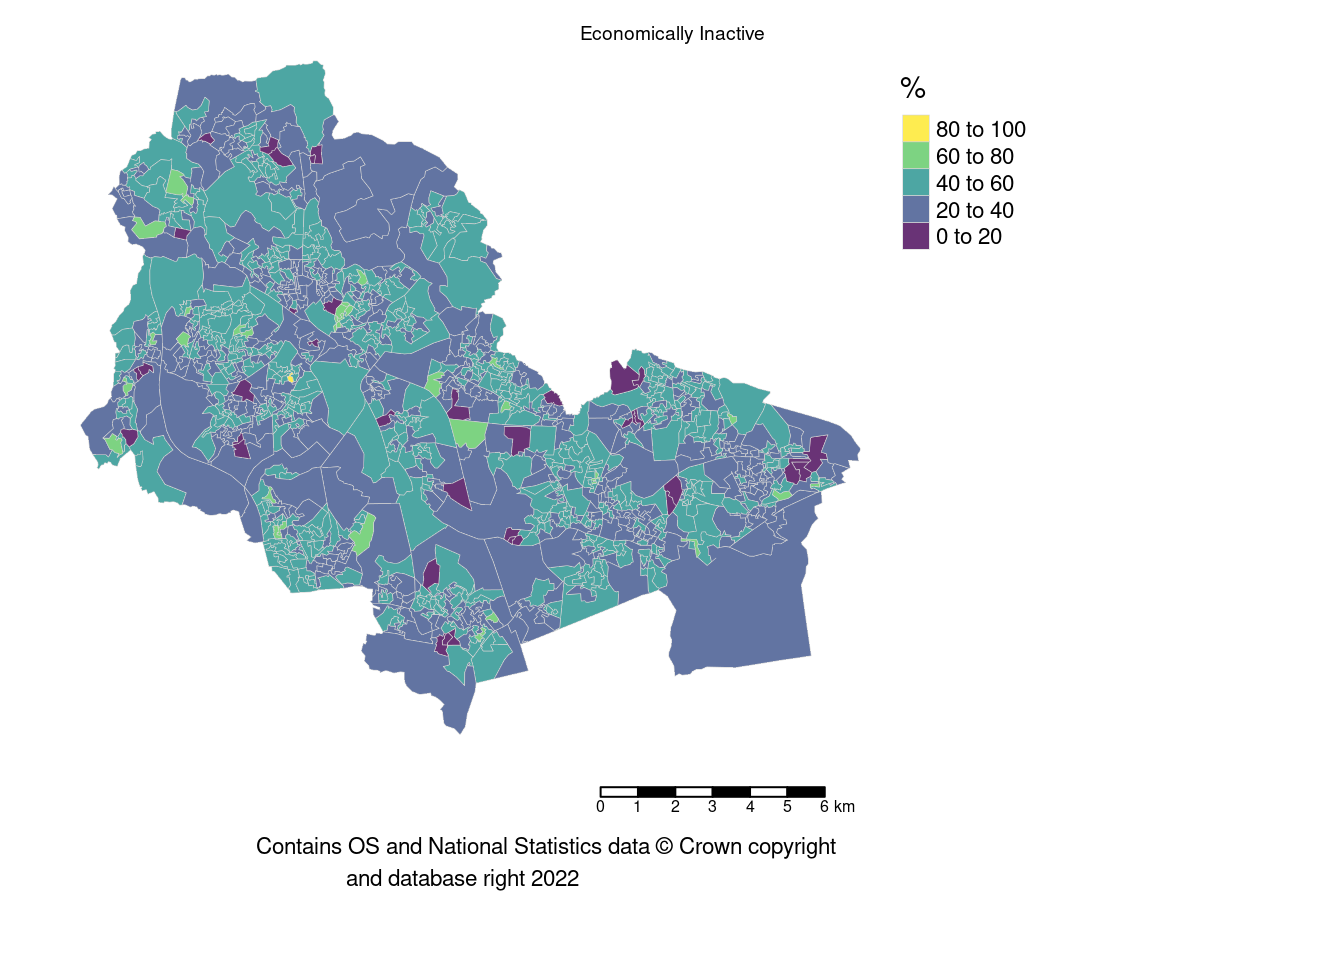 Economically Inactive
%
80 to 100
60 to 80
40 to 60
20 to 40
0 to 20
0 1 2 3 4 5 6 km
Contains OS and National Statistics data © Crown copyright
and database right 2022